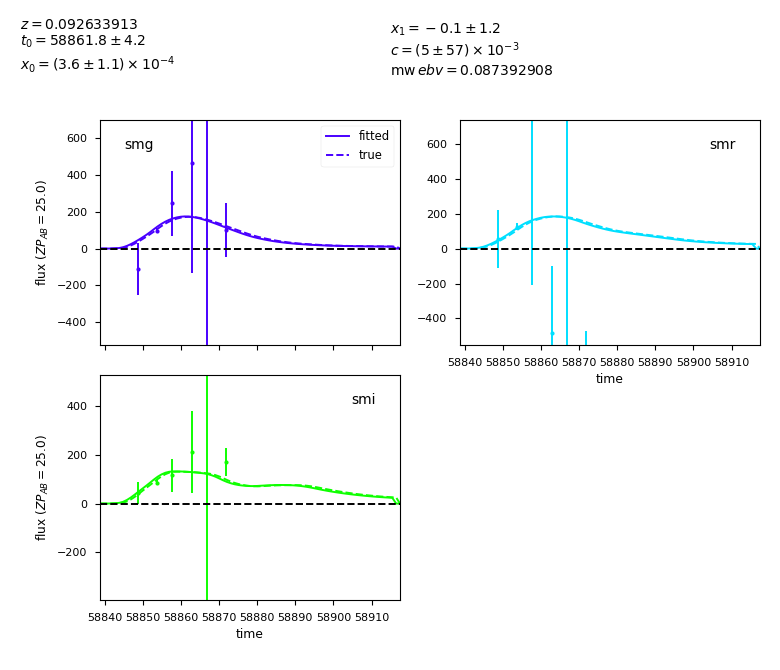 z = 0.092633913
t₀ = 58861.8 ± 4.2
x₀ = (3.6 ± 1.1) × 10⁻⁴
x₁ = −0.1 ± 1.2
c = (5 ± 57) × 10⁻³
mw ebv = 0.087392908
smg
fitted
true
600
400
200
0
−200
−400
flux (ZP_AB = 25.0)
smr
600
400
200
0
−200
−400
58840 58850 58860 58870 58880 58890 58900 58910
time
smi
400
200
0
−200
flux (ZP_AB = 25.0)
58840 58850 58860 58870 58880 58890 58900 58910
time